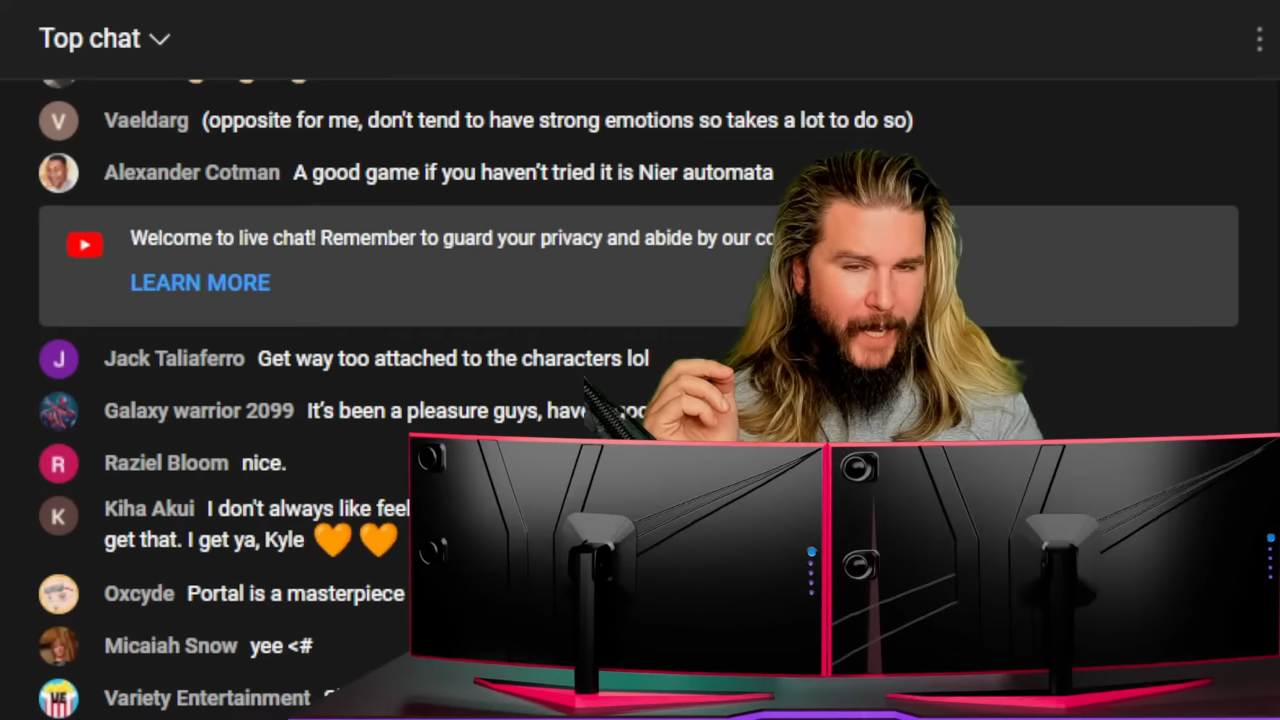 Top chat
Vaeldarg (opposite for me, don't tend to have strong emotions so takes a lot to do so)
Alexander Cotman A good game if you haven't tried it is Nier automata
Welcome to live chat! Remember to guard your privacy and abide by our
LEARN MORE
Jack Taliaferro Get way too attached to the characters lol
Galaxy warrior 2099 It's been a pleasure guys,
Raziel Bloom nice.
Kiha Akui I don't always like
get that. I get ya, Kyle 🧡 🧡
Oxcyde Portal is a masterpiece
Micaiah Snow yee <#
Variety Entertainment